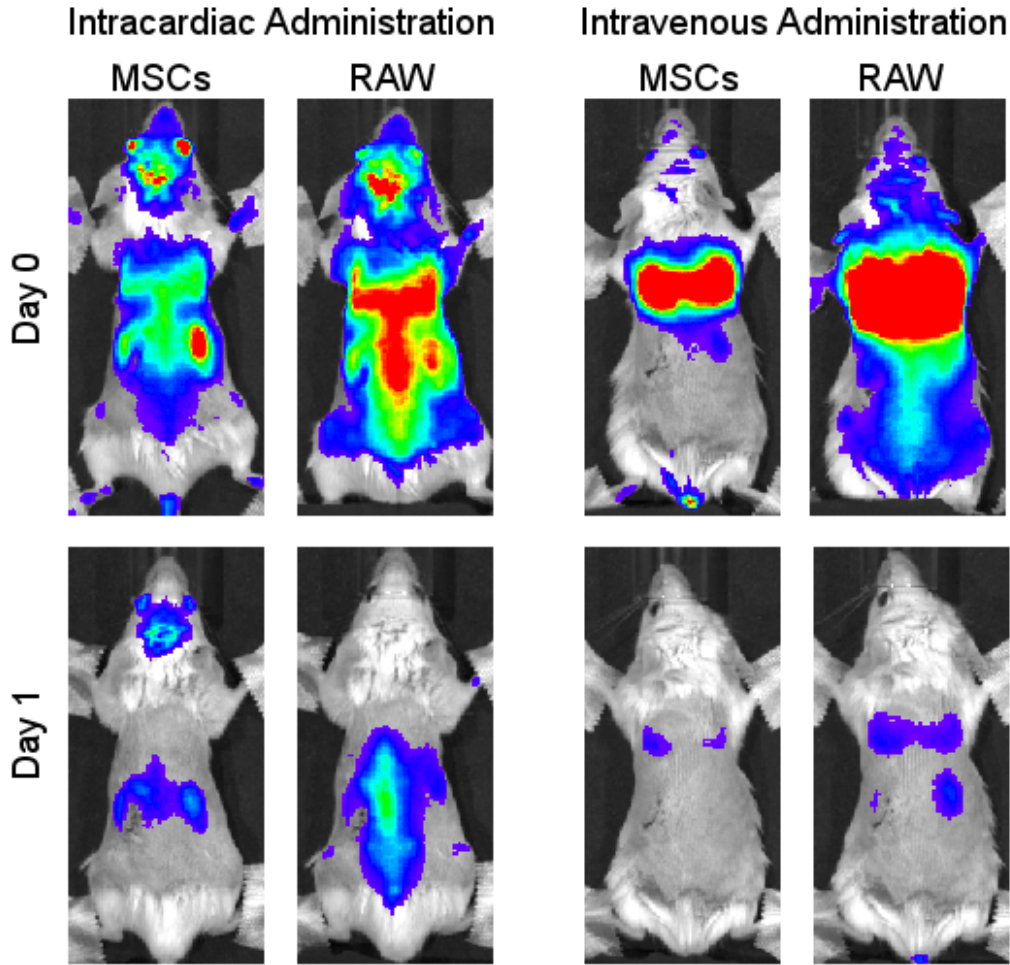 Intracardiac Administration
Intravenous Administration
MSCs
RAW
MSCs
RAW
Day 0
Day 1